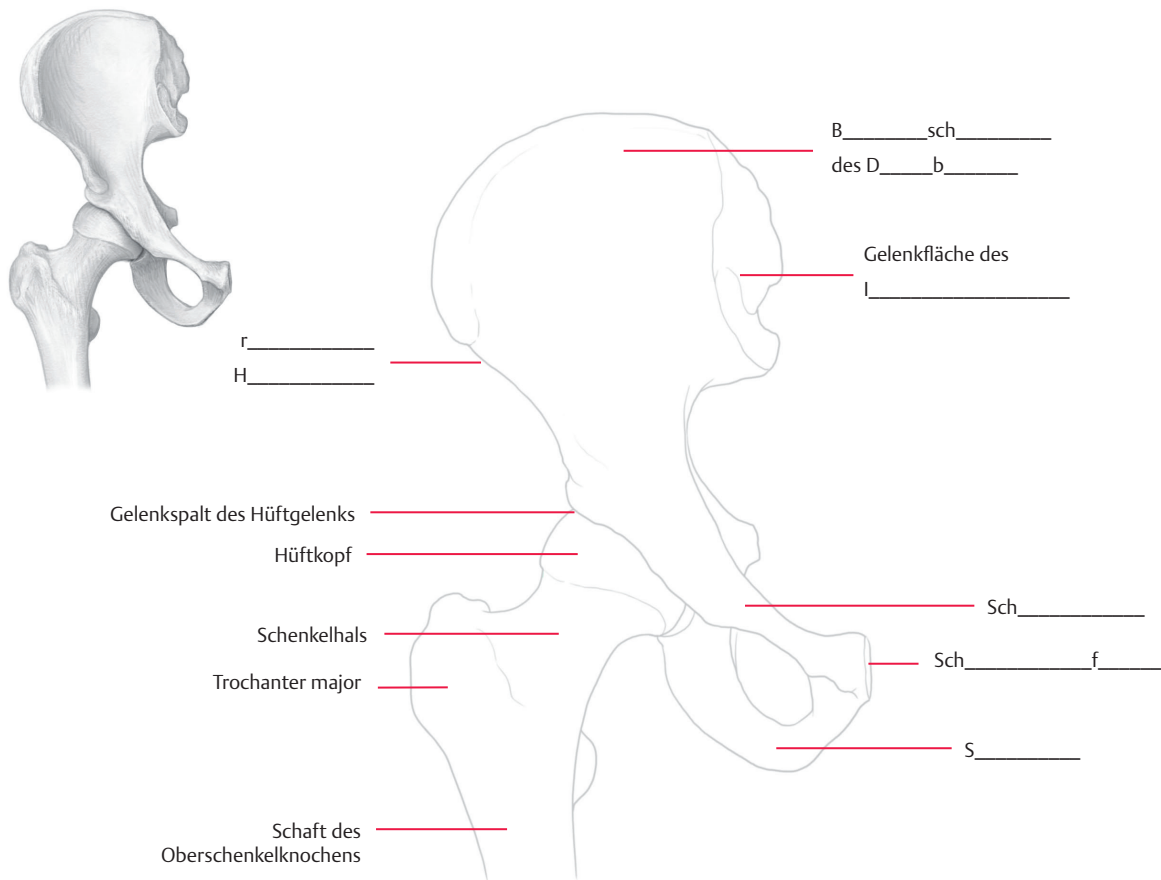 B________sch_________
des D_____b_______
Gelenkfläche des
I___________________
r____________
H____________
Gelenkspalt des Hüftgelenks
Hüftkopf
Sch____________
Schenkelhals
Sch____________f______
Trochanter major
S__________
Schaft des
Oberschenkelknochens